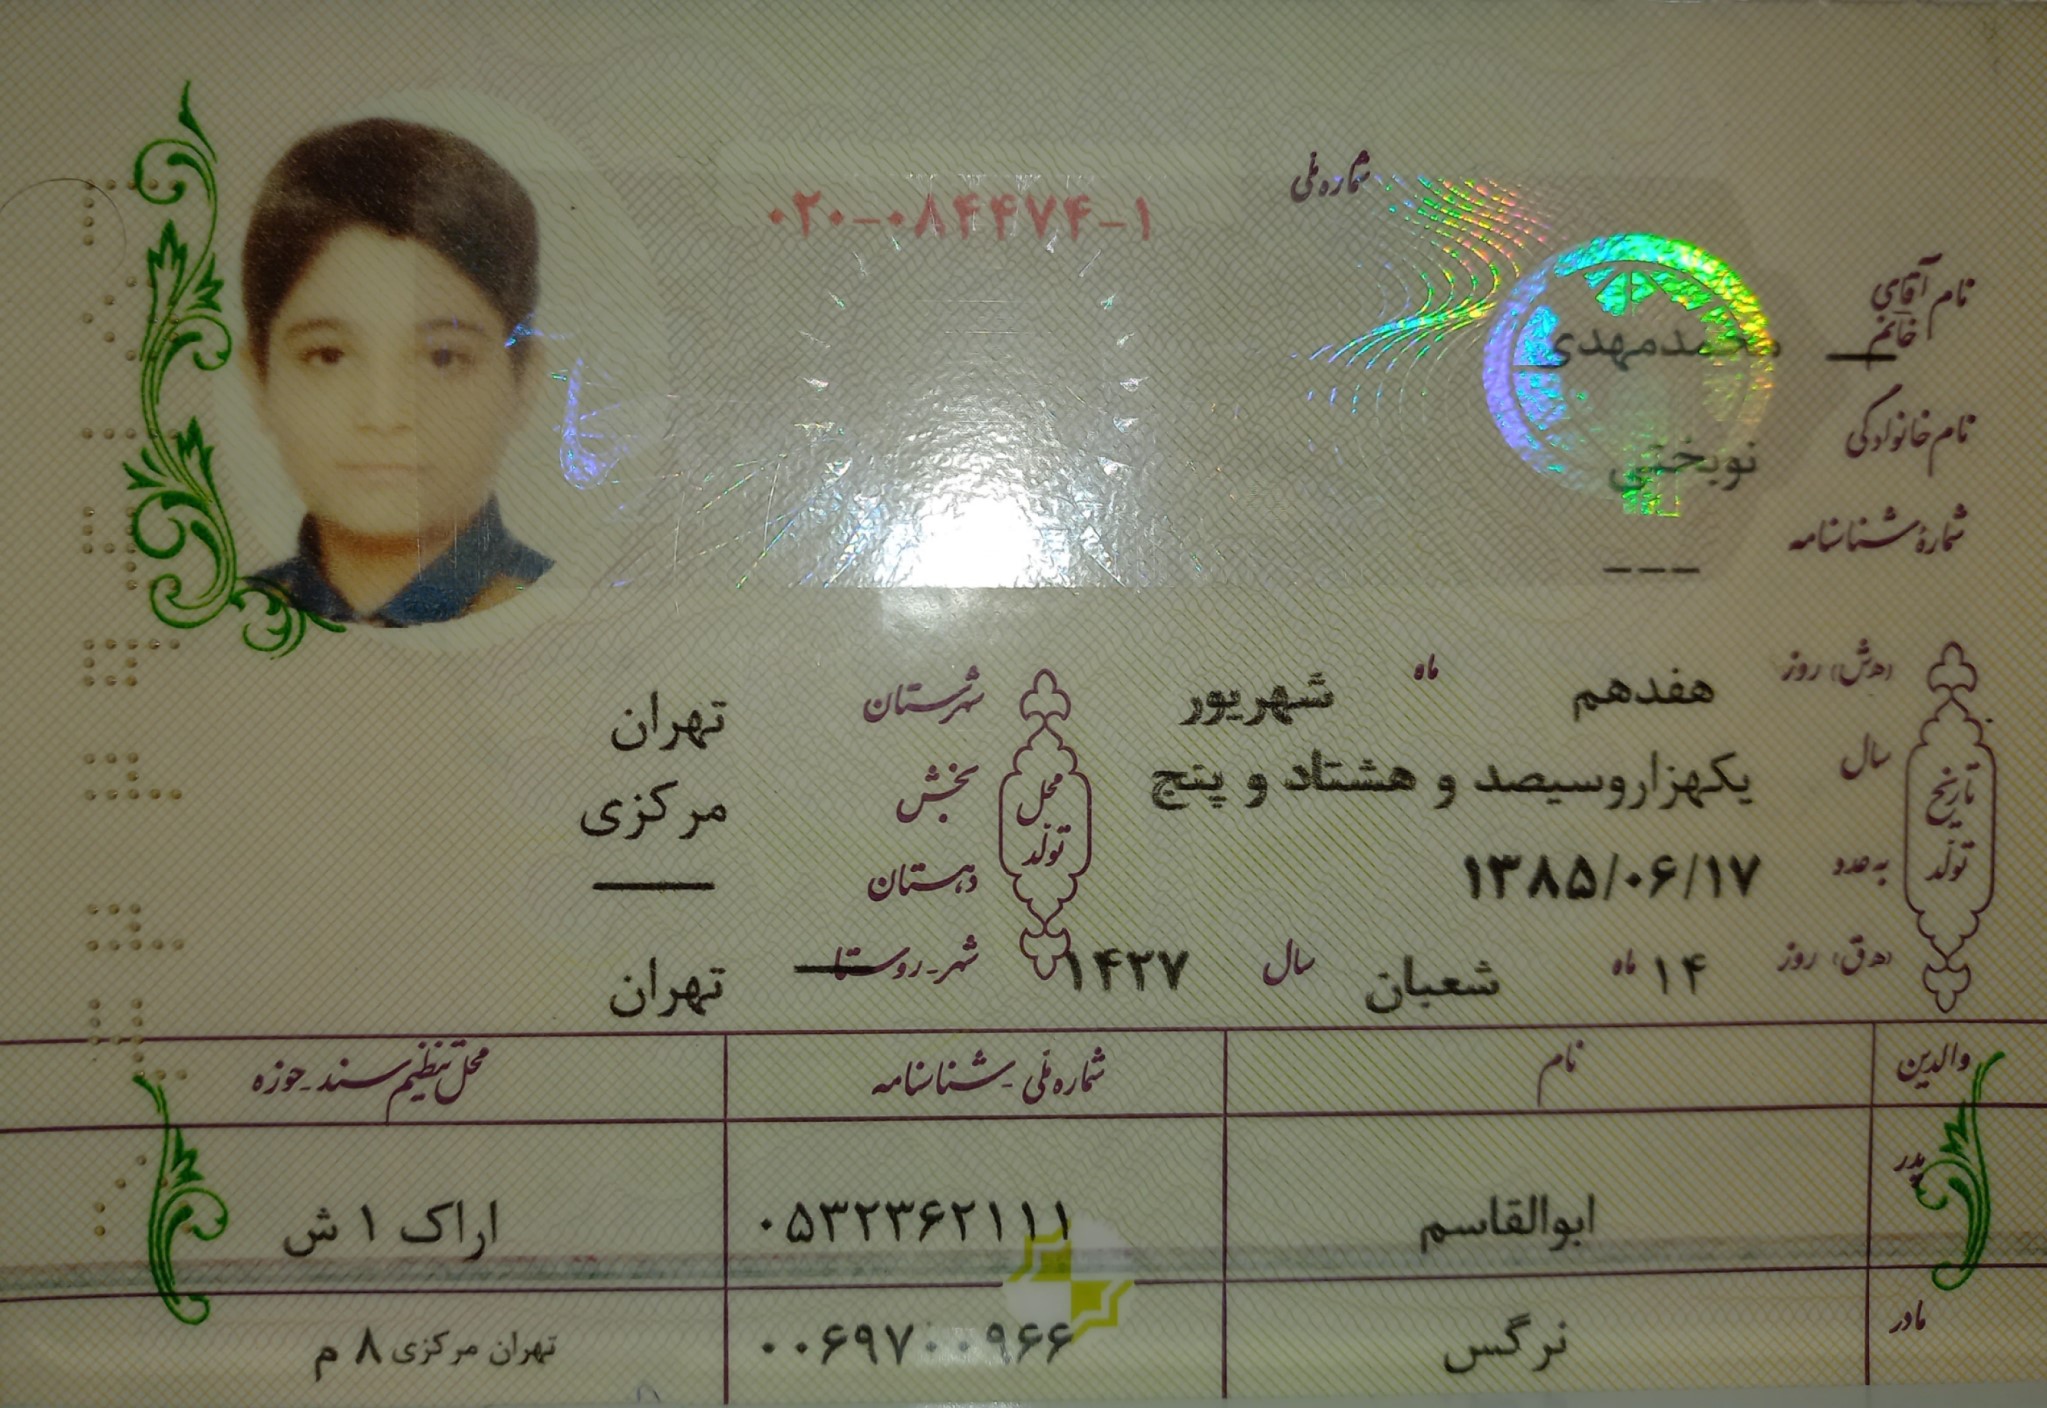 شماره ملی ۰۲۰-۰۸۴۴۷۴-۱
نام آقای خانم محمدمهدی
نام خانوادگی نوبختی
شمارهٔ شناسنامه ---
تاریخ تولد
(ه‍.ش) روز هفدهم ماه شهریور
سال یکهزاروسیصد و هشتاد و پنج
به عدد ۱۳۸۵/۰۶/۱۷
(ه‍.ق) روز ۱۴ ماه شعبان سال ۱۴۲۷
محل تولد
شهرستان تهران
بخش مرکزی
دهستان ——
شهر-روستا تهران
والدین نام شماره ملی - شناسنامه محل تنظیم سند - حوزه
پدر ابوالقاسم ۰۵۳۲۳۶۲۱۱۱ اراک ۱ ش
مادر نرگس ۰۰۶۹۷۰۰۹۶۶ تهران مرکزی ۸ م